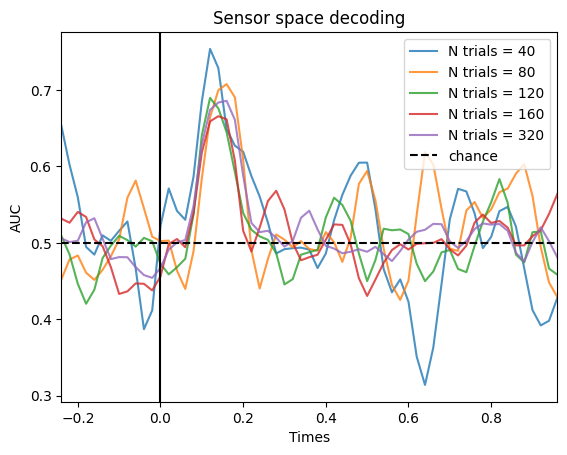 Sensor space decoding
N trials = 40
N trials = 80
N trials = 120
N trials = 160
N trials = 320
chance
AUC
0.7
0.6
0.5
0.4
0.3
−0.2
0.0
0.2
0.4
0.6
0.8
Times